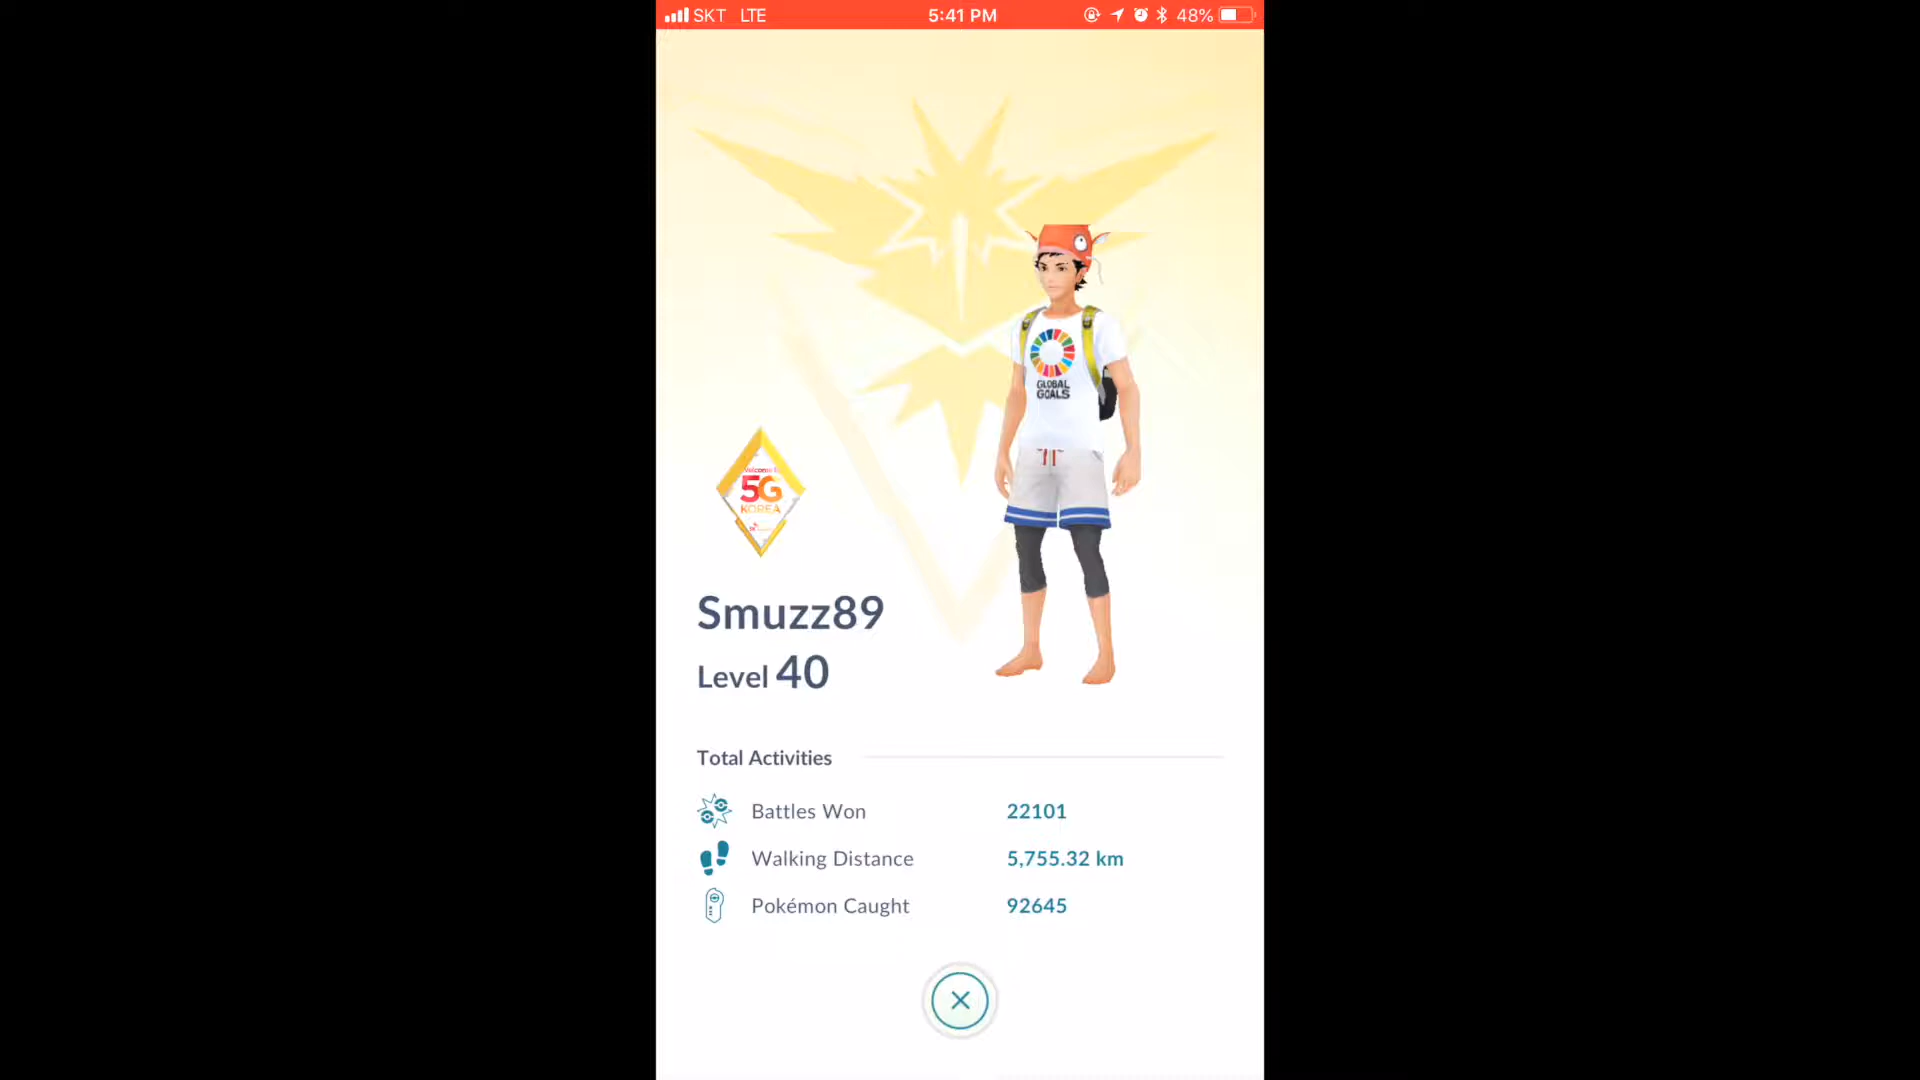 SKT LTE 5:41 PM 48%
GLOBAL
GOALS
5G
KOREA
Smuzz89
Level 40
Total Activities
Battles Won 22101
Walking Distance 5,755.32 km
Pokémon Caught 92645